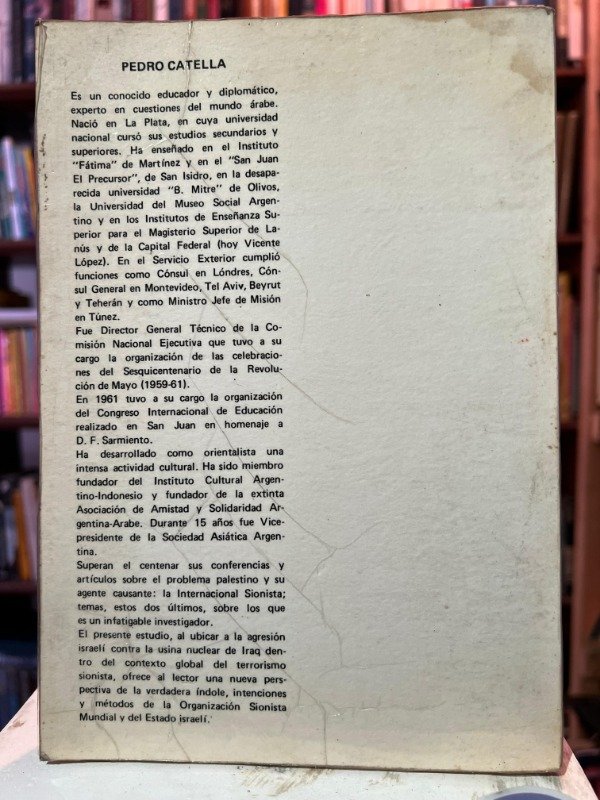 PEDRO CATELLA
Es un conocido educador y diplomático,
experto en cuestiones del mundo árabe.
Nació en La Plata, en cuya universidad
nacional cursó sus estudios secundarios y
superiores. Ha enseñado en el Instituto
"Fátima" de Martínez y en el "San Juan
El Precursor", de San Isidro, en la desapa-
recida universidad "B. Mitre" de Olivos,
la Universidad del Museo Social Argen-
tino y en los Institutos de Enseñanza Su-
perior para el Magisterio Superior de La-
nús y de la Capital Federal (hoy Vicente
López). En el Servicio Exterior cumplió
funciones como Cónsul en Lóndres, Cón-
sul General en Montevideo, Tel Aviv, Beyrut
y Teherán y como Ministro Jefe de Misión
en Túnez.
Fue Director General Técnico de la Co-
misión Nacional Ejecutiva que tuvo a su
cargo la organización de las celebracio-
nes del Sesquicentenario de la Revolu-
ción de Mayo (1959-61).
En 1961 tuvo a su cargo la organización
del Congreso Internacional de Educación
realizado en San Juan en homenaje a
D. F. Sarmiento.
Ha desarrollado como orientalista una
intensa actividad cultural. Ha sido miembro
fundador del Instituto Cultural Argen-
tino-Indonesio y fundador de la extinta
Asociación de Amistad y Solidaridad Ar-
gentina-Arabe. Durante 15 años fue Vice-
presidente de la Sociedad Asiática Argen-
tina.
Superan el centenar sus conferencias y
artículos sobre el problema palestino y su
agente causante: la Internacional Sionista;
temas, estos dos últimos, sobre los que
es un infatigable investigador.
El presente estudio, al ubicar a la agresión
israelí contra la usina nuclear de Iraq den-
tro del contexto global del terrorismo
sionista, ofrece al lector una nueva pers-
pectiva de la verdadera índole, intenciones
y métodos de la Organización Sionista
Mundial y del Estado israelí.